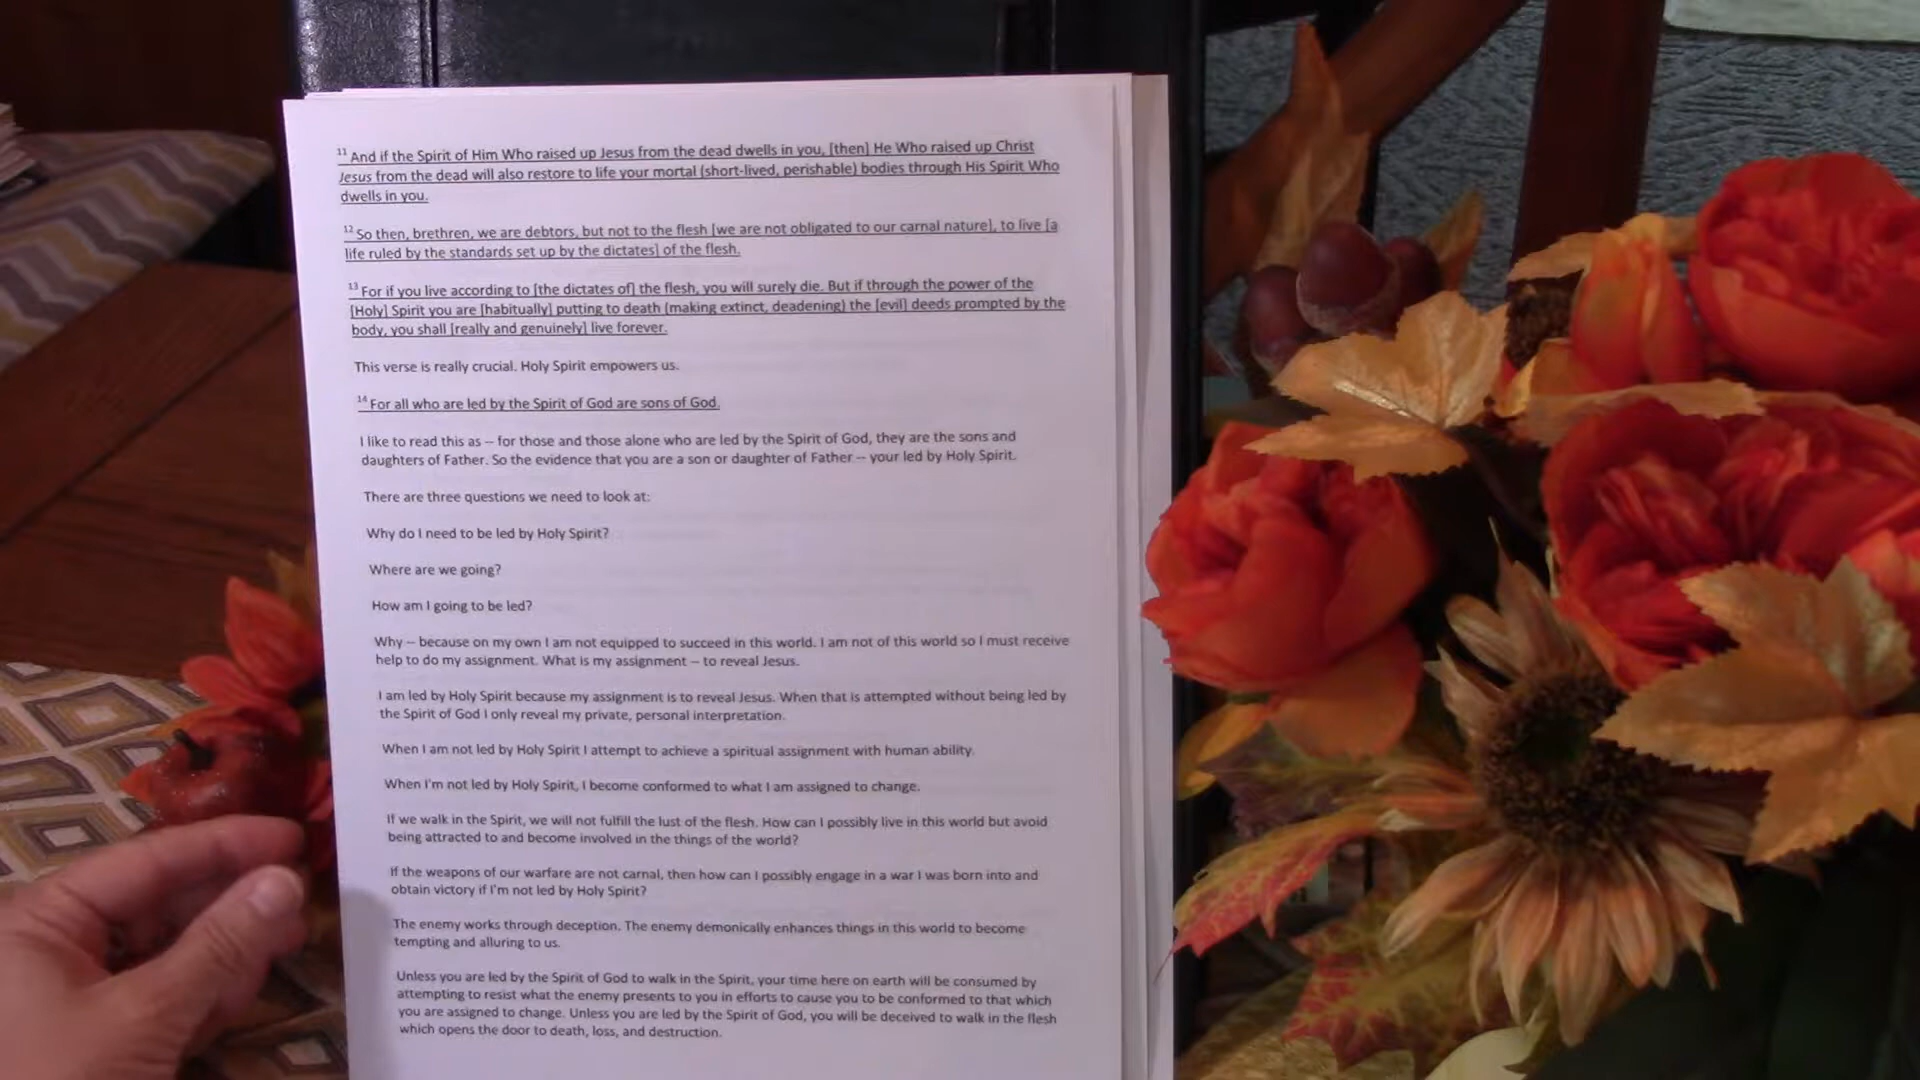 11 And if the Spirit of Him Who raised up Jesus from the dead dwells in you, [then] He Who raised up Christ
Jesus from the dead will also restore to life your mortal (short-lived, perishable) bodies through His Spirit Who
dwells in you.
12 So then, brethren, we are debtors, but not to the flesh [we are not obligated to our carnal nature], to live [a
life ruled by the standards set up by the dictates] of the flesh.
13 For if you live according to [the dictates of] the flesh, you will surely die. But if through the power of the
[Holy] Spirit you are [habitually] putting to death (making extinct, deadening) the [evil] deeds prompted by the
body, you shall [really and genuinely] live forever.
This verse is really crucial. Holy Spirit empowers us.
14 For all who are led by the Spirit of God are sons of God.
I like to read this as – for those and those alone who are led by the Spirit of God, they are the sons and
daughters of Father. So the evidence that you are a son or daughter of Father – your led by Holy Spirit.
There are three questions we need to look at:
Why do I need to be led by Holy Spirit?
Where are we going?
How am I going to be led?
Why – because on my own I am not equipped to succeed in this world. I am not of this world so I must receive
help to do my assignment. What is my assignment – to reveal Jesus.
I am led by Holy Spirit because my assignment is to reveal Jesus. When that is attempted without being led by
the Spirit of God I only reveal my private, personal interpretation.
When I am not led by Holy Spirit I attempt to achieve a spiritual assignment with human ability.
When I'm not led by Holy Spirit, I become conformed to what I am assigned to change.
If we walk in the Spirit, we will not fulfill the lust of the flesh. How can I possibly live in this world but avoid
being attracted to and become involved in the things of the world?
If the weapons of our warfare are not carnal, then how can I possibly engage in a war I was born into and
obtain victory if I'm not led by Holy Spirit?
The enemy works through deception. The enemy demonically enhances things in this world to become
tempting and alluring to us.
Unless you are led by the Spirit of God to walk in the Spirit, your time here on earth will be consumed by
attempting to resist what the enemy presents to you in efforts to cause you to be conformed to that which
you are assigned to change. Unless you are led by the Spirit of God, you will be deceived to walk in the flesh
which opens the door to death, loss, and destruction.